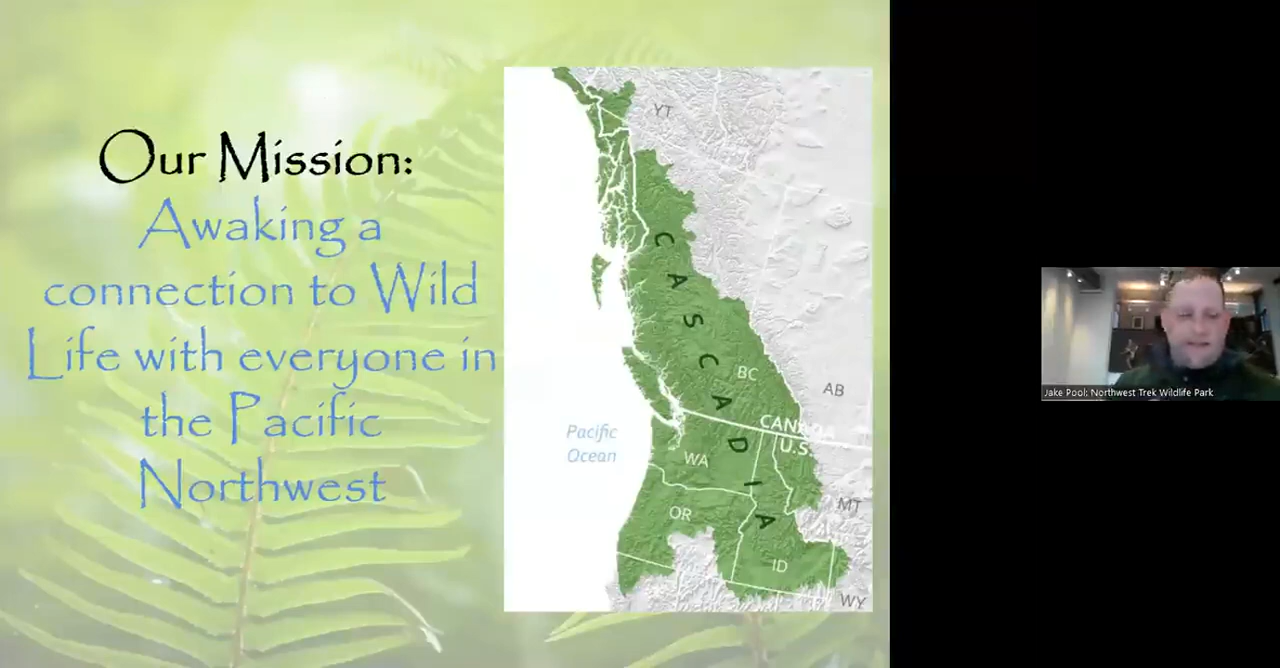 Our Mission:
Awaking a
connection to Wild
Life with everyone in
the Pacific
Northwest
YT
CASCADIA
BC
AB
CANADA
U.S.
Pacific
Ocean
WA
MT
OR
ID
WY
Jake Pool: Northwest Trek Wildlife Park